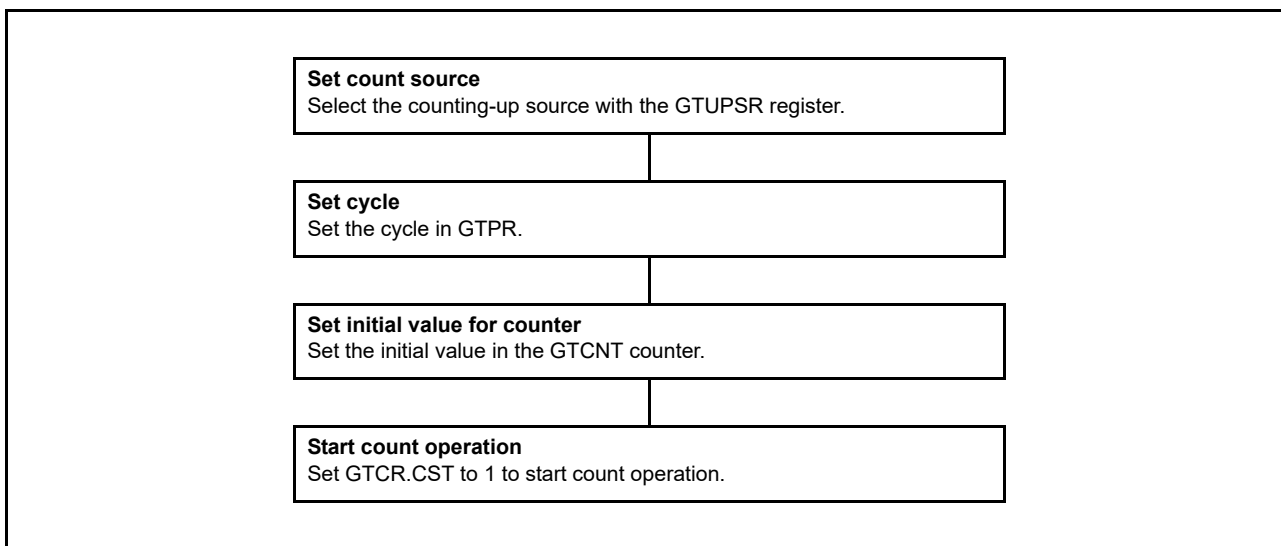 Set count source
Select the counting-up source with the GTUPSR register.
Set cycle
Set the cycle in GTPR.
Set initial value for counter
Set the initial value in the GTCNT counter.
Start count operation
Set GTCR.CST to 1 to start count operation.